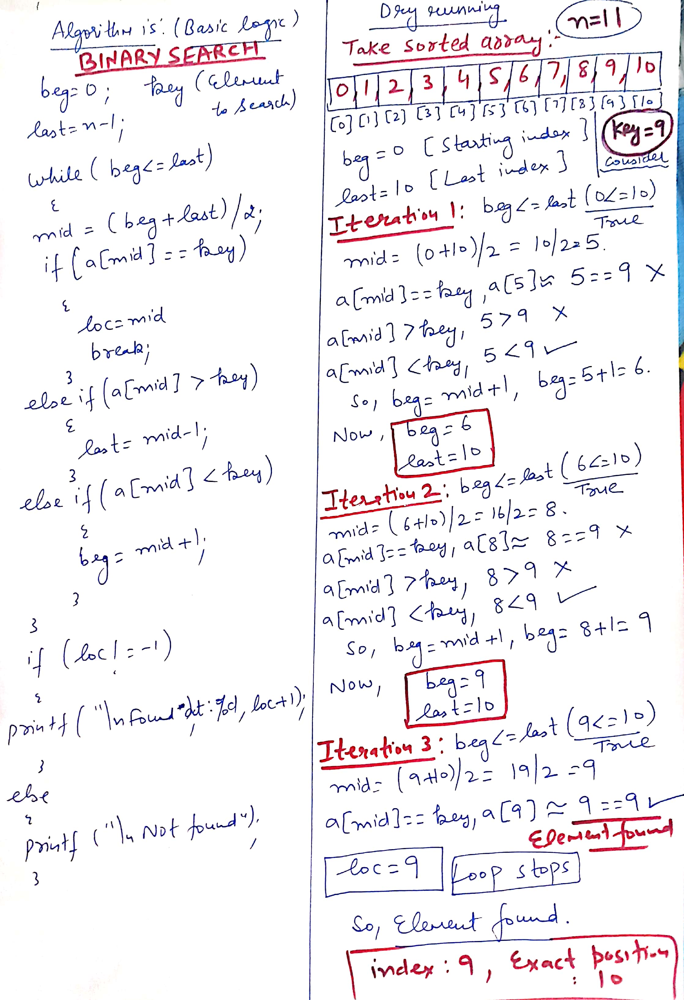 Algorithm is: (Basic logic)
BINARY SEARCH
beg=0; key (Element
to search)
last=n-1;
while (beg<=last)
{
mid = (beg+last)/2;
if (a[mid]==key)
{
loc=mid
break;
}
else if (a[mid] > key)
{
last= mid-1;
}
else if (a[mid] < key)
{
beg= mid+1;
}
}
if (loc!=-1)
{
printf ("\n found at:%d, loc+1);
}
else
{
printf ("\n Not found");
}
Dry running
Take sorted array:- n=11
0, 1, 2, 3, 4, 5, 6, 7, 8, 9, 10
[0] [1] [2] [3] [4] [5] [6] [7] [8] [9] [10]
beg=0 [Starting index] Key=9
last=10 [Last index] Consider
Iteration 1: beg<=last (0<=10)
True
mid= (0+10)/2 = 10/2=5.
a[mid]==key, a[5]≈ 5==9 ×
a[mid] > key, 5>9 ×
a[mid] < key, 5<9 ✓
So, beg= mid+1, beg=5+1=6.
Now, beg=6
last=10
Iteration 2: beg<=last (6<=10)
True
mid= (6+10)/2=16/2=8.
a[mid]==key, a[8]≈ 8==9 ×
a[mid] > key, 8>9 ×
a[mid] < key, 8<9 ✓
So, beg=mid+1, beg= 8+1=9
Now, beg=9
last=10
Iteration 3: beg<=last (9<=10)
True
mid= (9+10)/2= 19/2 =9
a[mid]== key, a[9] ≈ 9==9 ✓
Element found
loc=9 Loop stops
So, Element found.
index : 9, Exact position
: 10